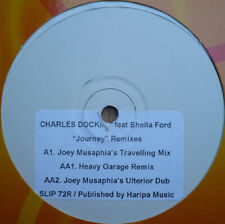 CHARLES DOCKINS feat Sheila Ford
"Journey" Remixes
A1. Joey Musaphia's Travelling Mix
AA1. Heavy Garage Remix
AA2. Joey Musaphia's Ulterior Dub
SLIP 72R / Published by Haripa Music